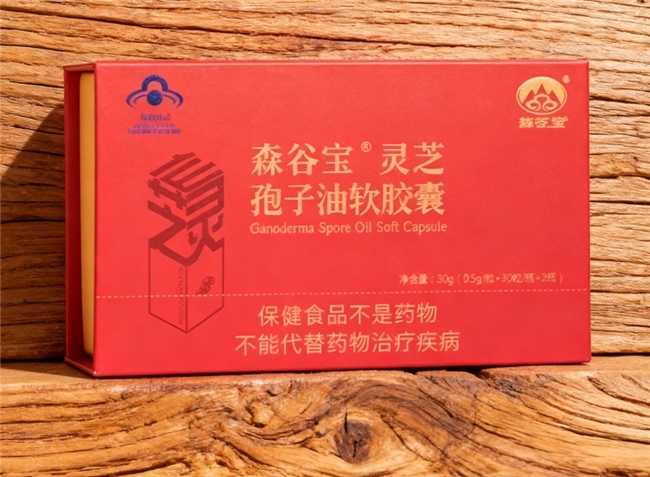 森谷宝®
森谷宝®灵芝
孢子油软胶囊
Ganoderma Spore Oil Soft Capsule
净含量：30g（0.5g/粒×30粒/瓶×2瓶）
保健食品不是药物
不能代替药物治疗疾病